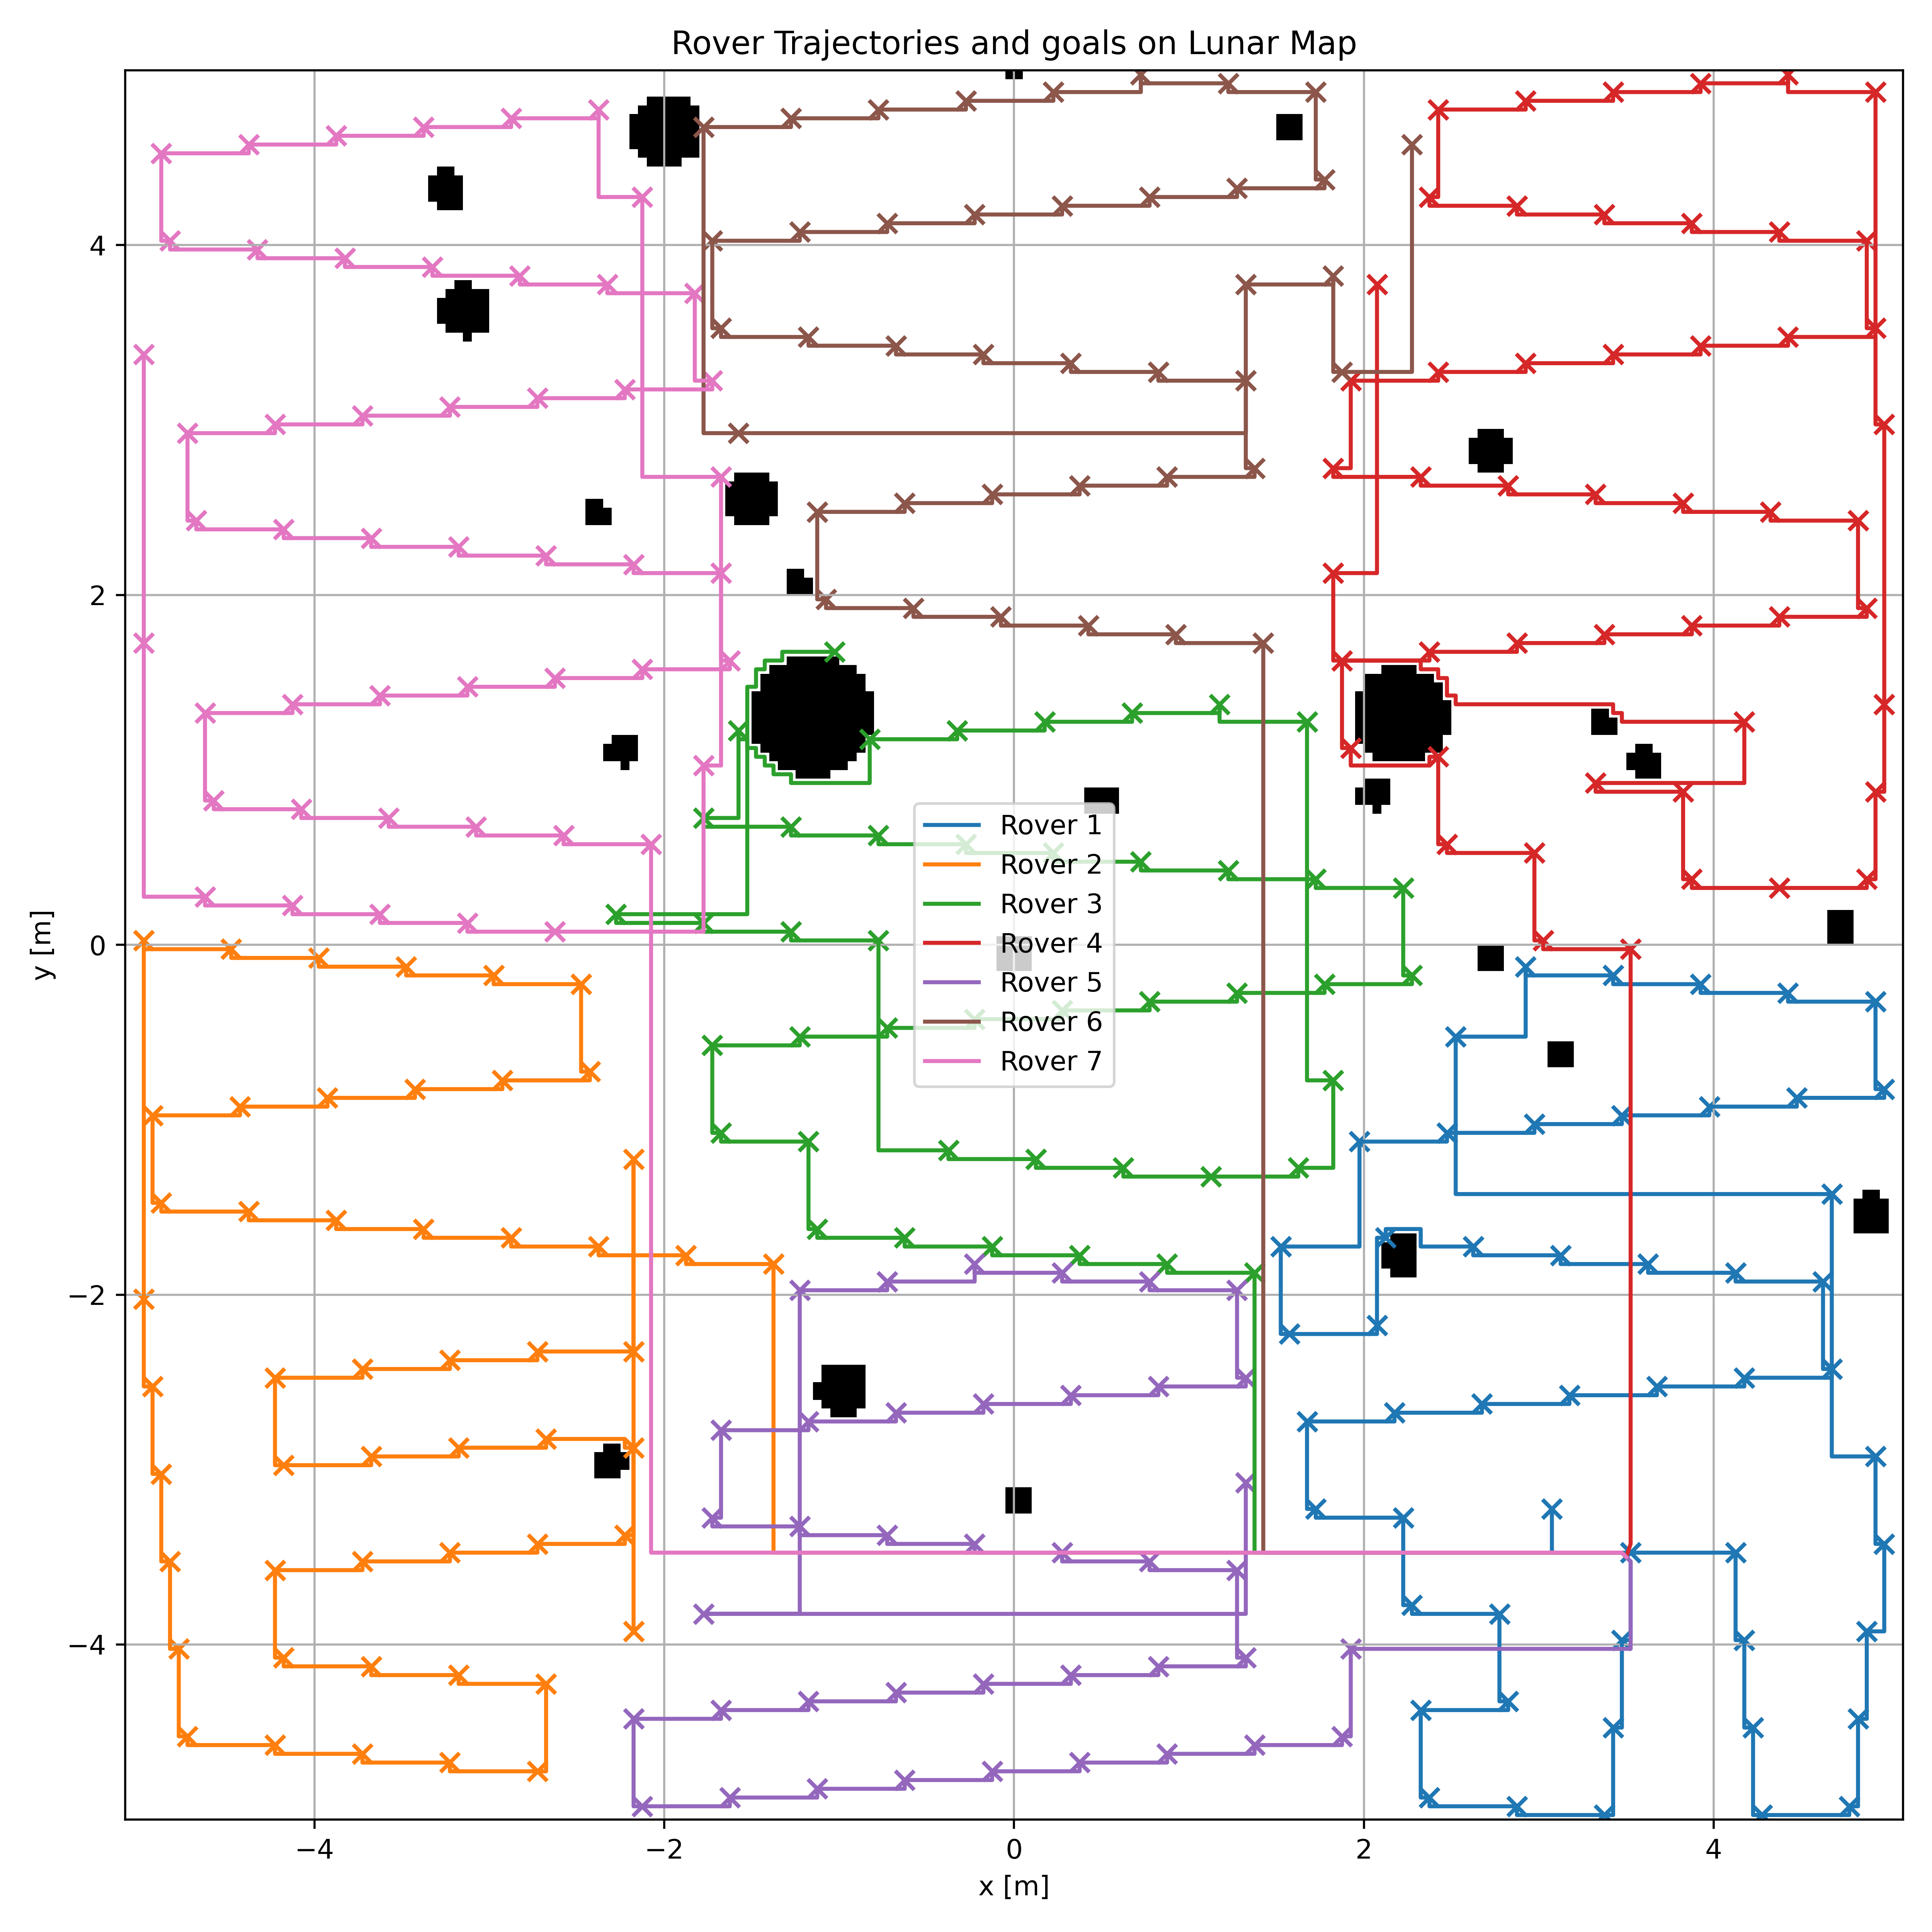 Rover Trajectories and goals on Lunar Map
y [m]
4
2
0
−2
−4
Rover 1
Rover 2
Rover 3
Rover 4
Rover 5
Rover 6
Rover 7
−4 −2 0 2 4
x [m]